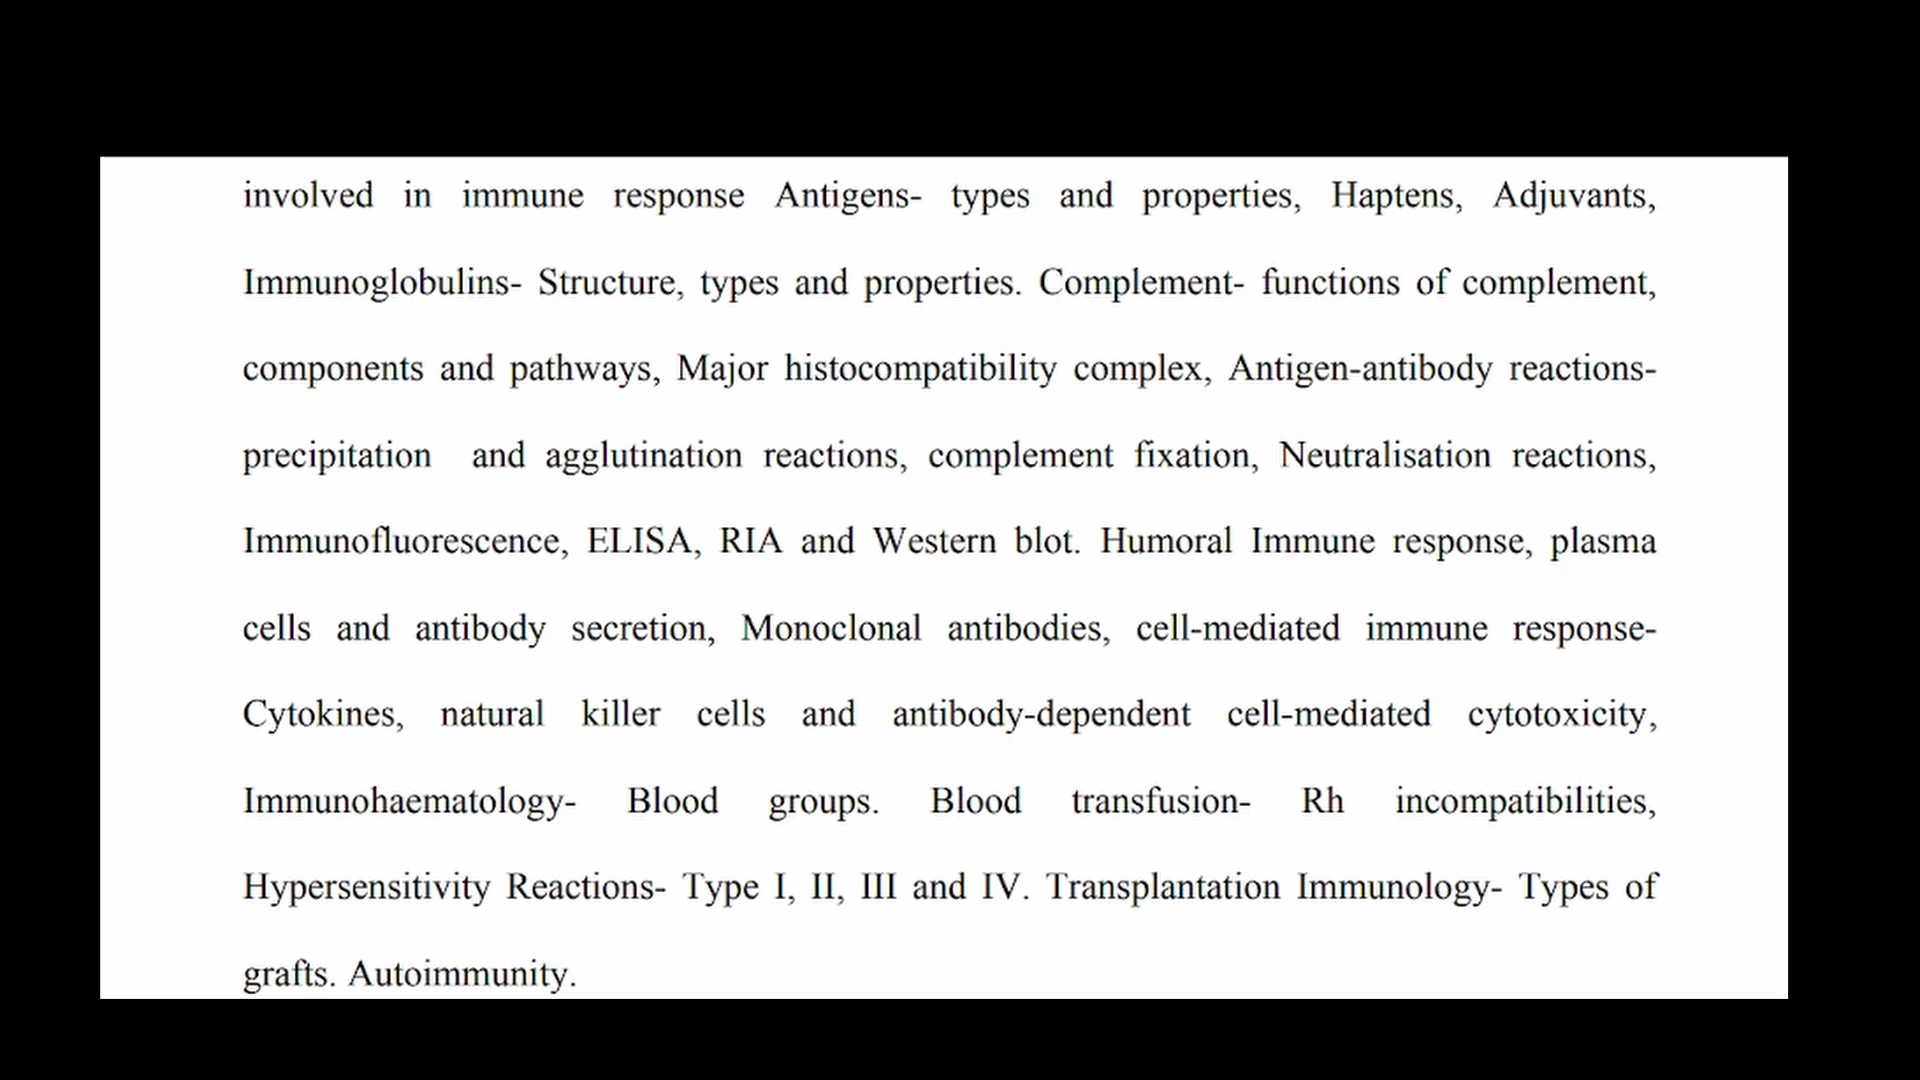 involved in immune response Antigens- types and properties, Haptens, Adjuvants,
Immunoglobulins- Structure, types and properties. Complement- functions of complement,
components and pathways, Major histocompatibility complex, Antigen-antibody reactions-
precipitation and agglutination reactions, complement fixation, Neutralisation reactions,
Immunofluorescence, ELISA, RIA and Western blot. Humoral Immune response, plasma
cells and antibody secretion, Monoclonal antibodies, cell-mediated immune response-
Cytokines, natural killer cells and antibody-dependent cell-mediated cytotoxicity,
Immunohaematology- Blood groups. Blood transfusion- Rh incompatibilities,
Hypersensitivity Reactions- Type I, II, III and IV. Transplantation Immunology- Types of
grafts. Autoimmunity.